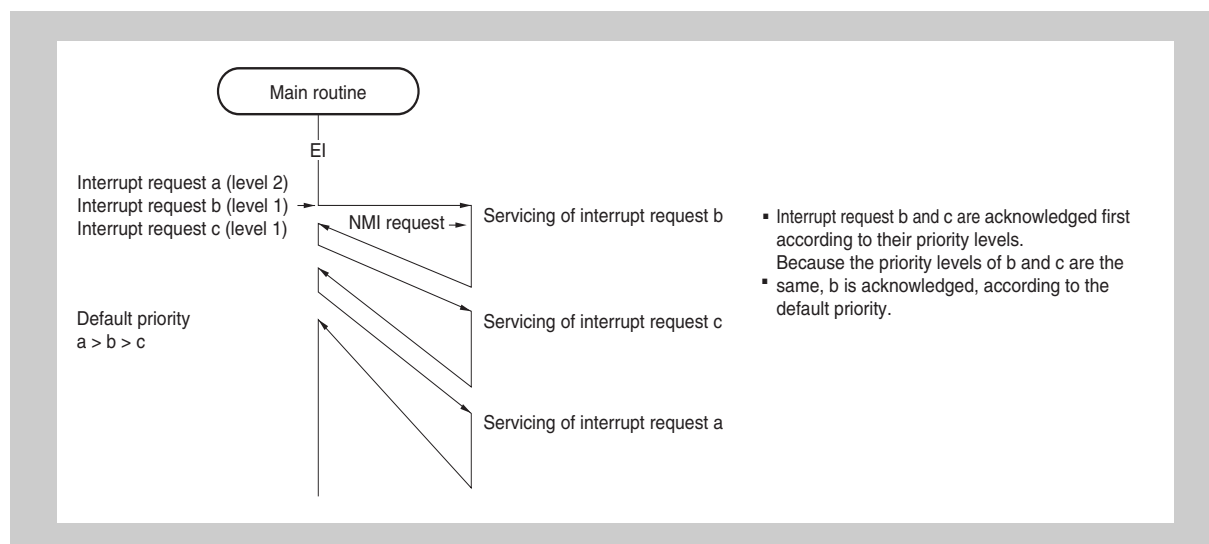 Main routine
EI
Interrupt request a (level 2)
Interrupt request b (level 1)
Interrupt request c (level 1)
NMI request
Servicing of interrupt request b
▪ Interrupt request b and c are acknowledged first
according to their priority levels.
Because the priority levels of b and c are the
▪ same, b is acknowledged, according to the
default priority.
Default priority
a > b > c
Servicing of interrupt request c
Servicing of interrupt request a